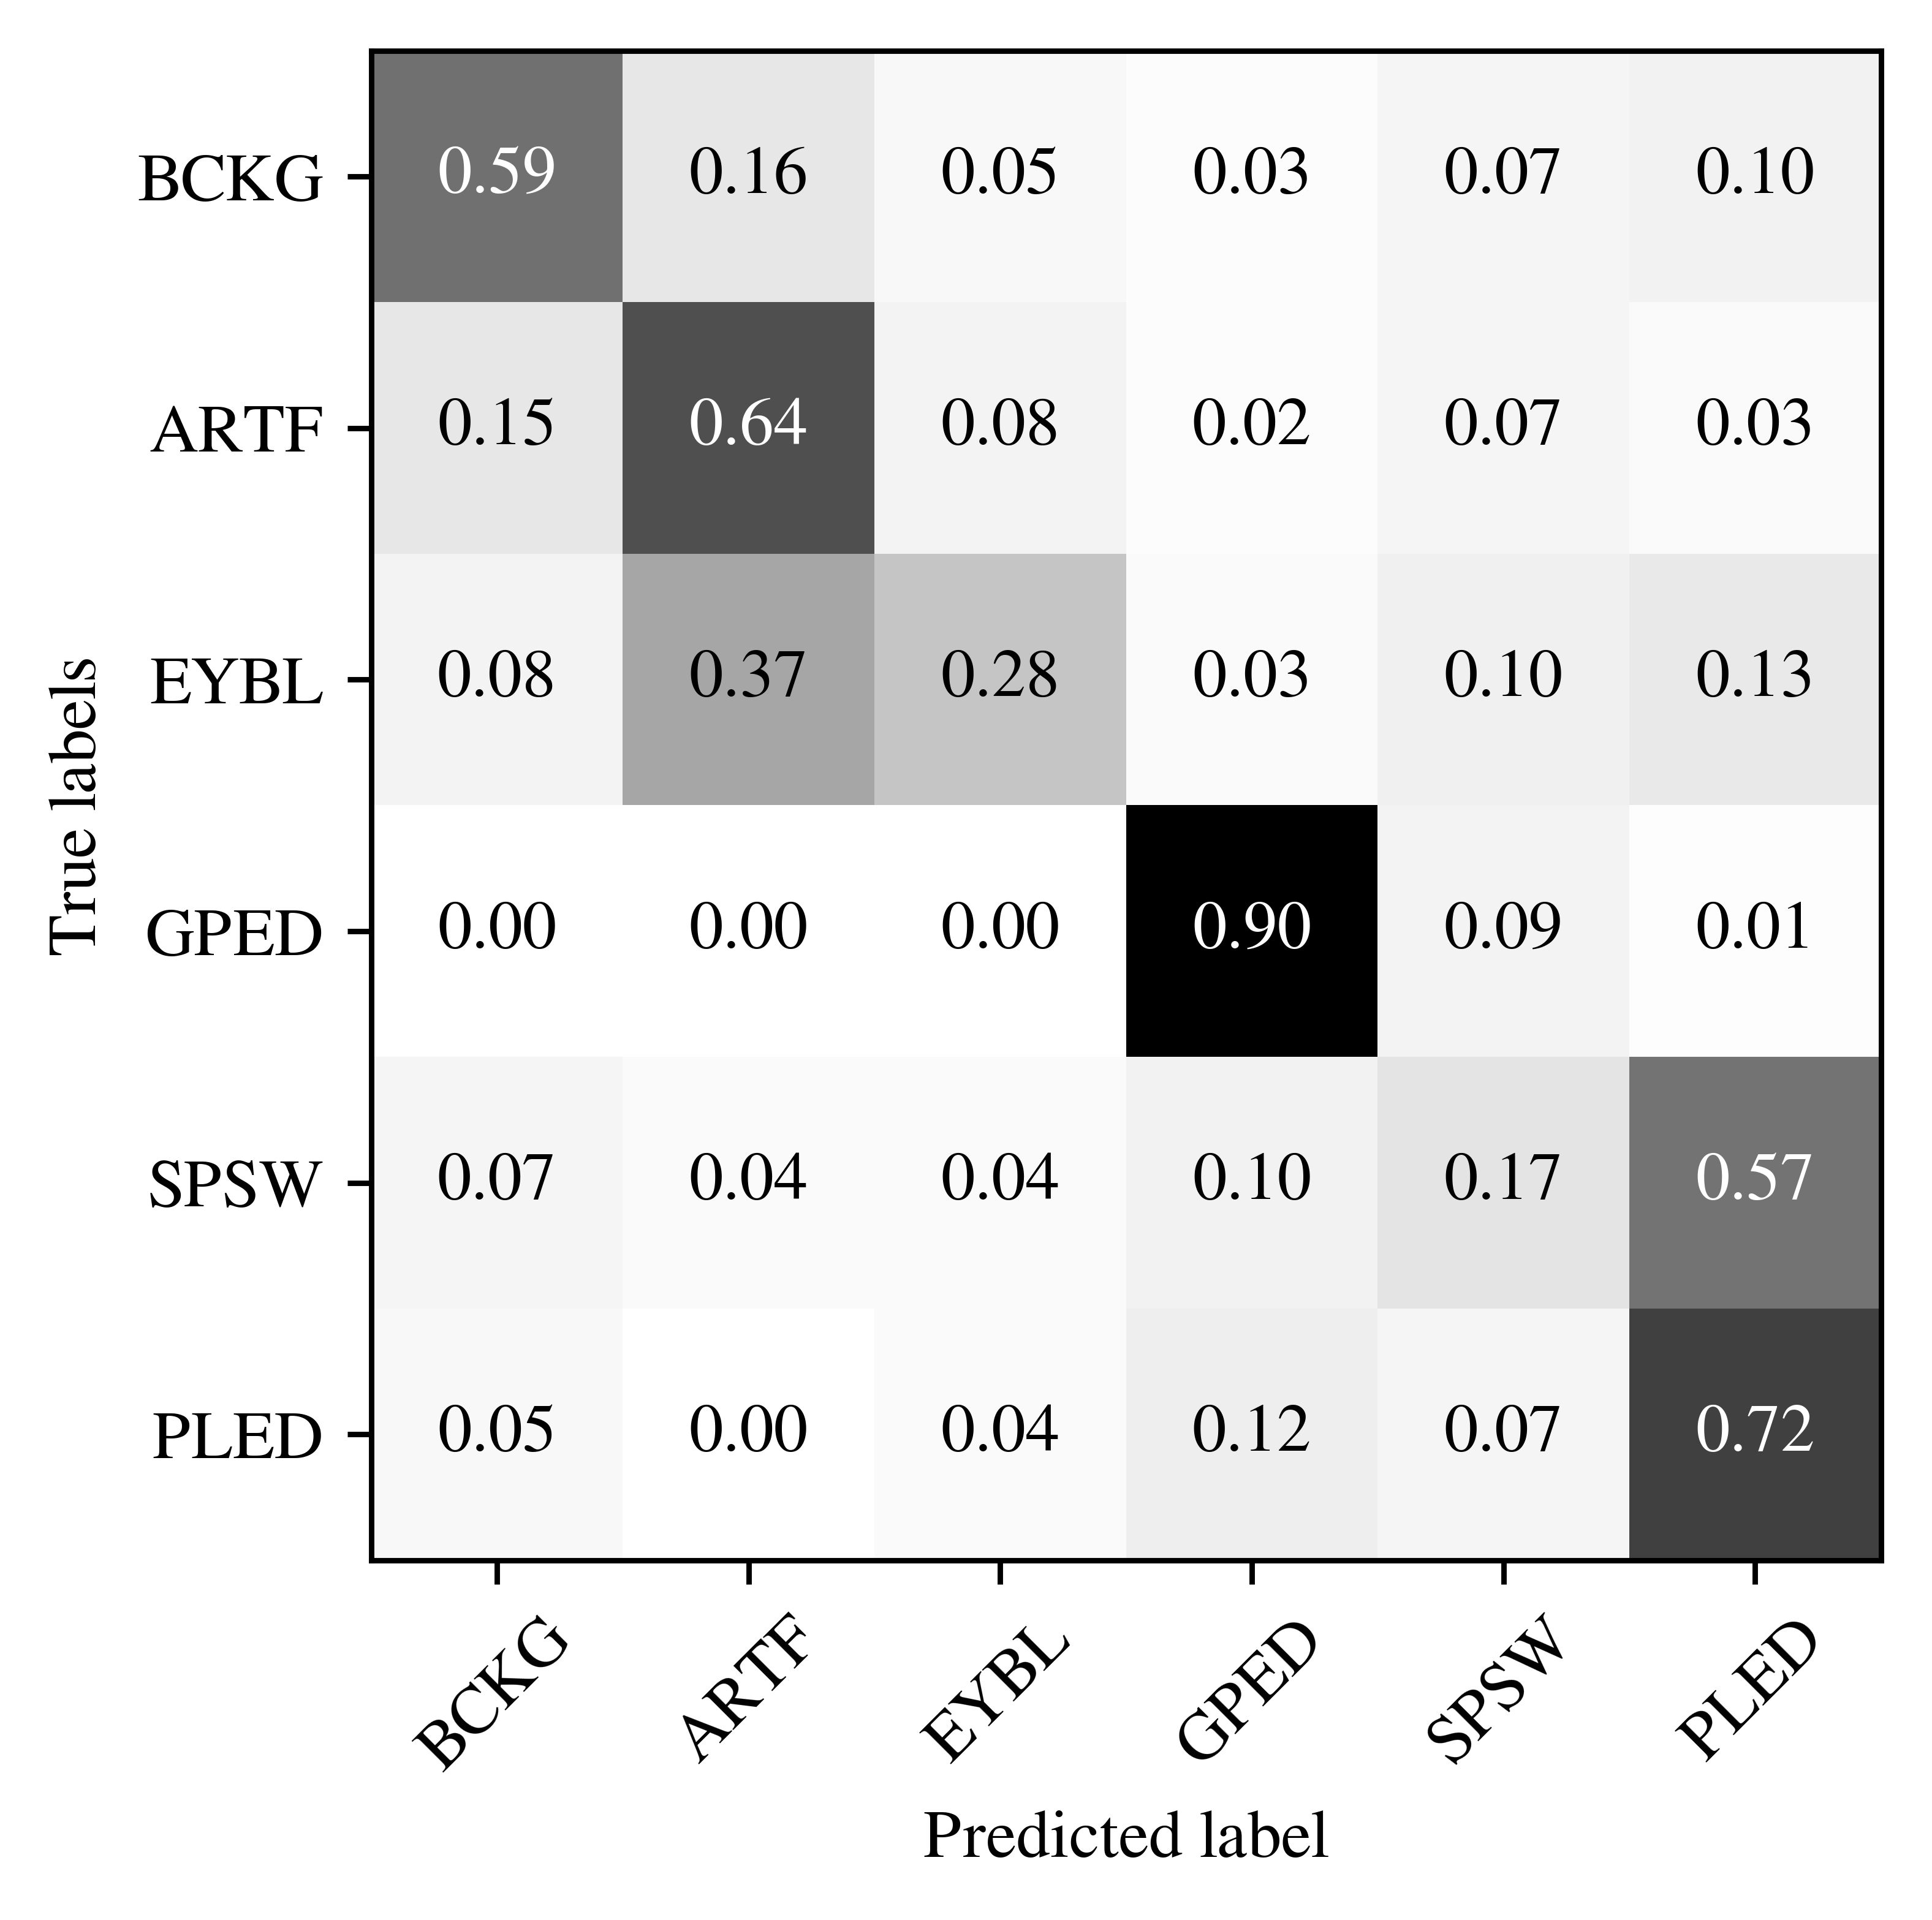 BCKG 0.59 0.16 0.05 0.03 0.07 0.10
ARTF 0.15 0.64 0.08 0.02 0.07 0.03
EYBL 0.08 0.37 0.28 0.03 0.10 0.13
GPED 0.00 0.00 0.00 0.90 0.09 0.01
SPSW 0.07 0.04 0.04 0.10 0.17 0.57
PLED 0.05 0.00 0.04 0.12 0.07 0.72
True labels
BCKG ARTF EYBL GPED SPSW PLED
Predicted label